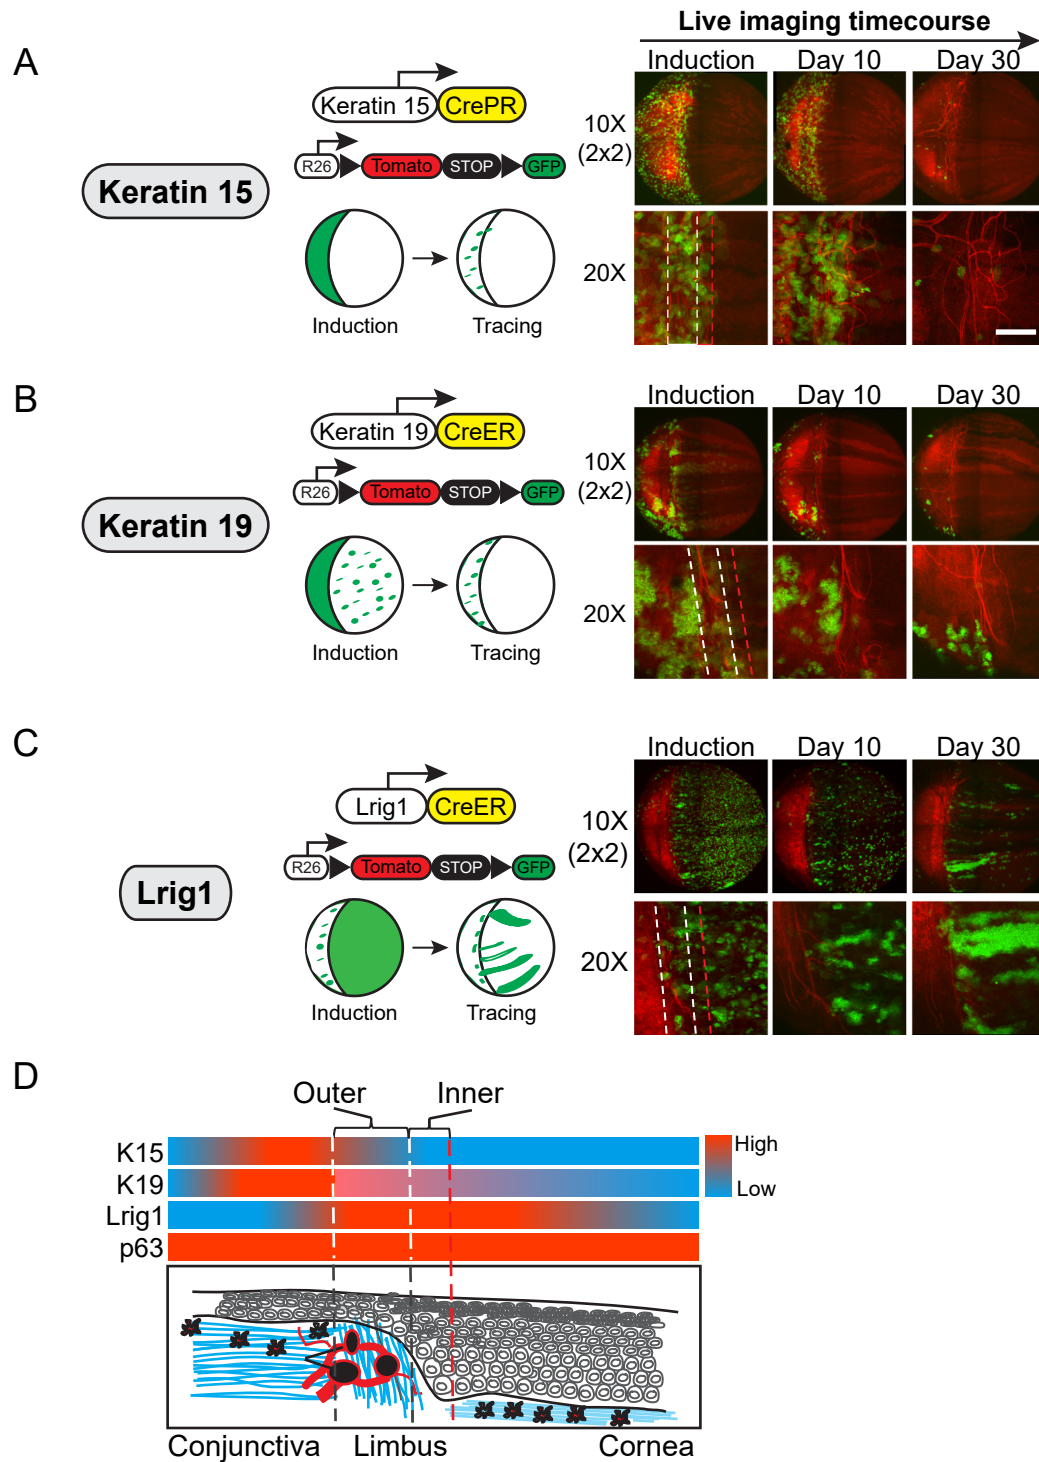 Live imaging timecourse
A
Induction
Day 10
Day 30
Keratin 15
CrePR
R26
Tomato
STOP
GFP
Keratin 15
Induction
Tracing
10X
(2x2)
20X
B
Induction
Day 10
Day 30
Keratin 19
CreER
R26
Tomato
STOP
GFP
Keratin 19
Induction
Tracing
10X
(2x2)
20X
C
Induction
Day 10
Day 30
Lrig1
CreER
R26
Tomato
STOP
GFP
Lrig1
Induction
Tracing
10X
(2x2)
20X
D
Outer
Inner
K15
K19
Lrig1
p63
High
Low
Conjunctiva
Limbus
Cornea